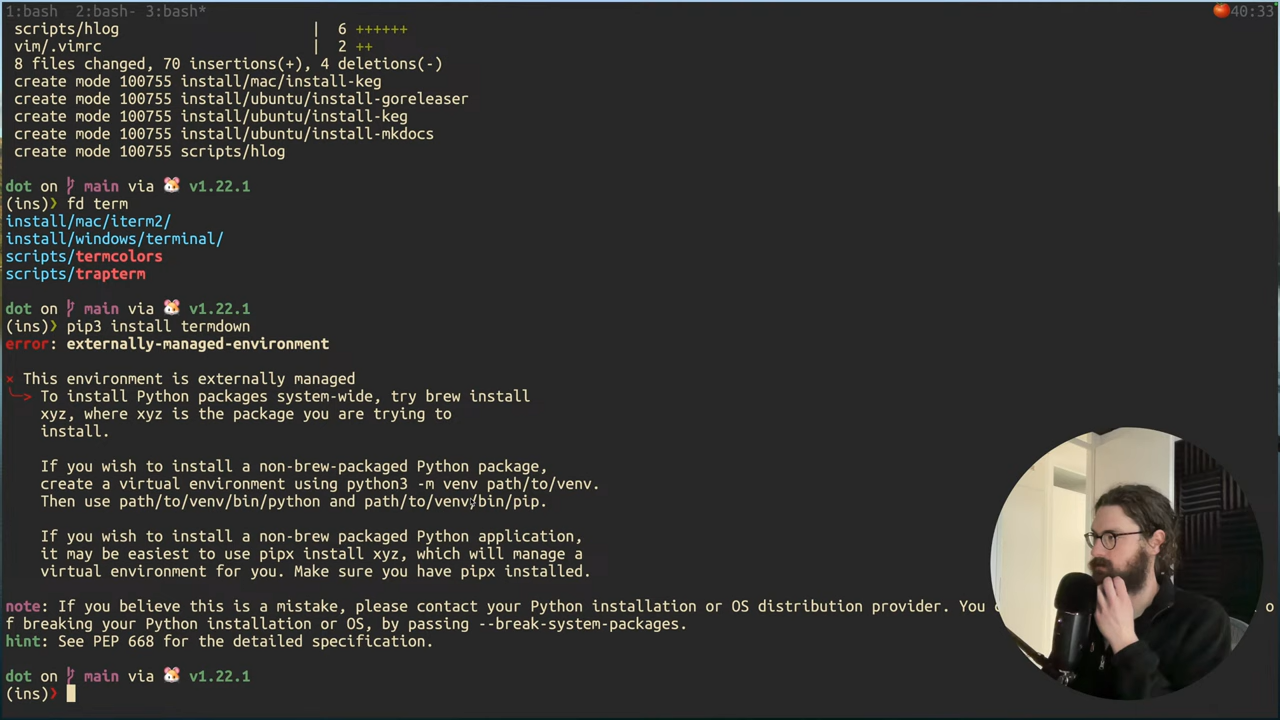 1:bash  2:bash- 3:bash*
40:33
scripts/hlog                      |  6 ++++++
vim/.vimrc                        |  2 ++
8 files changed, 70 insertions(+), 4 deletions(-)
create mode 100755 install/mac/install-keg
create mode 100755 install/ubuntu/install-goreleaser
create mode 100755 install/ubuntu/install-keg
create mode 100755 install/ubuntu/install-mkdocs
create mode 100755 scripts/hlog
dot on main via 🐹 v1.22.1
(ins)❯ fd term
install/mac/iterm2/
install/windows/terminal/
scripts/termcolors
scripts/trapterm
dot on main via 🐹 v1.22.1
(ins)❯ pip3 install termdown
error: externally-managed-environment
× This environment is externally managed
╰─> To install Python packages system-wide, try brew install
xyz, where xyz is the package you are trying to
install.
If you wish to install a non-brew-packaged Python package,
create a virtual environment using python3 -m venv path/to/venv.
Then use path/to/venv/bin/python and path/to/venv/bin/pip.
If you wish to install a non-brew packaged Python application,
it may be easiest to use pipx install xyz, which will manage a
virtual environment for you. Make sure you have pipx installed.
note: If you believe this is a mistake, please contact your Python installation or OS distribution provider. You
f breaking your Python installation or OS, by passing --break-system-packages.
hint: See PEP 668 for the detailed specification.
dot on main via 🐹 v1.22.1
(ins)❯